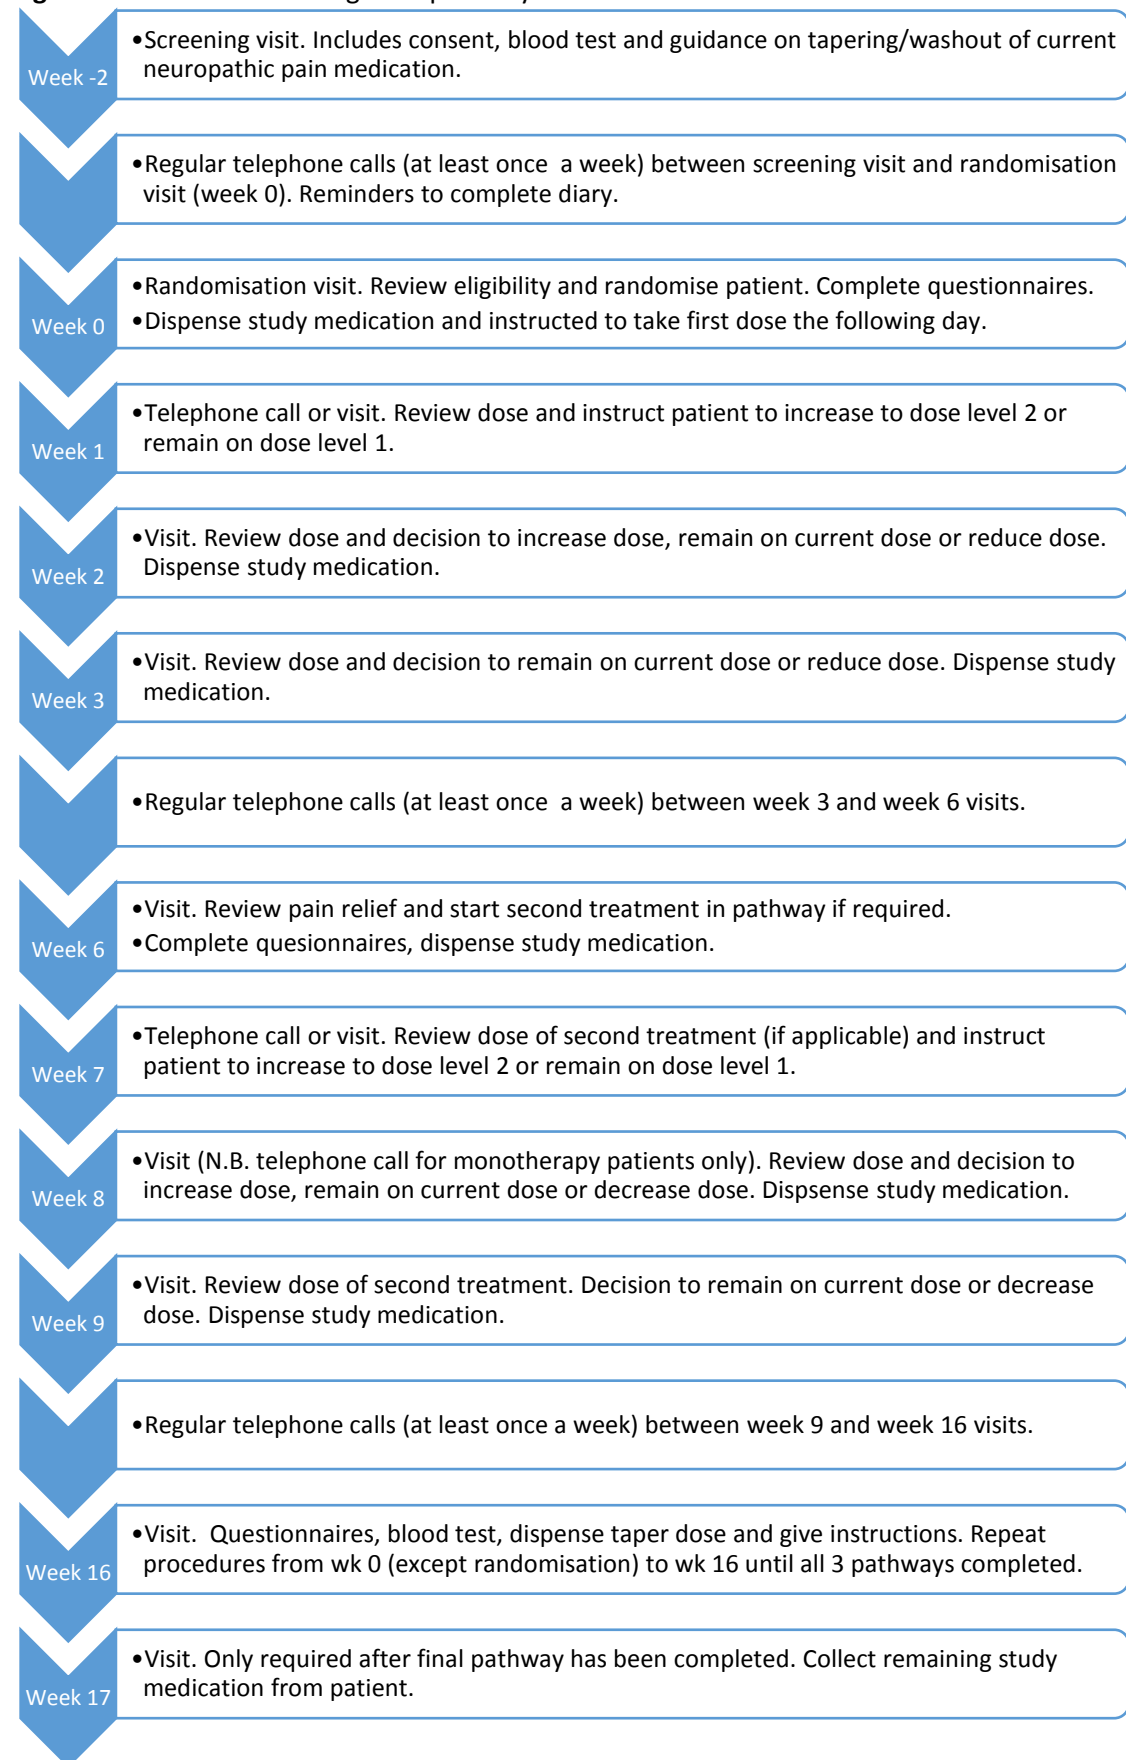 Week -2
•Screening visit. Includes consent, blood test and guidance on tapering/washout of current
neuropathic pain medication.
•Regular telephone calls (at least once  a week) between screening visit and randomisation
visit (week 0). Reminders to complete diary.
Week 0
•Randomisation visit. Review eligibility and randomise patient. Complete questionnaires.
•Dispense study medication and instructed to take first dose the following day.
Week 1
•Telephone call or visit. Review dose and instruct patient to increase to dose level 2 or
remain on dose level 1.
Week 2
•Visit. Review dose and decision to increase dose, remain on current dose or reduce dose.
Dispense study medication.
Week 3
•Visit. Review dose and decision to remain on current dose or reduce dose. Dispense study
medication.
•Regular telephone calls (at least once  a week) between week 3 and week 6 visits.
Week 6
•Visit. Review pain relief and start second treatment in pathway if required.
•Complete quesionnaires, dispense study medication.
Week 7
•Telephone call or visit. Review dose of second treatment (if applicable) and instruct
patient to increase to dose level 2 or remain on dose level 1.
Week 8
•Visit (N.B. telephone call for monotherapy patients only). Review dose and decision to
increase dose, remain on current dose or decrease dose. Dispsense study medication.
Week 9
•Visit. Review dose of second treatment. Decision to remain on current dose or decrease
dose. Dispense study medication.
•Regular telephone calls (at least once a week) between week 9 and week 16 visits.
Week 16
•Visit.  Questionnaires, blood test, dispense taper dose and give instructions. Repeat
procedures from wk 0 (except randomisation) to wk 16 until all 3 pathways completed.
Week 17
•Visit. Only required after final pathway has been completed. Collect remaining study
medication from patient.